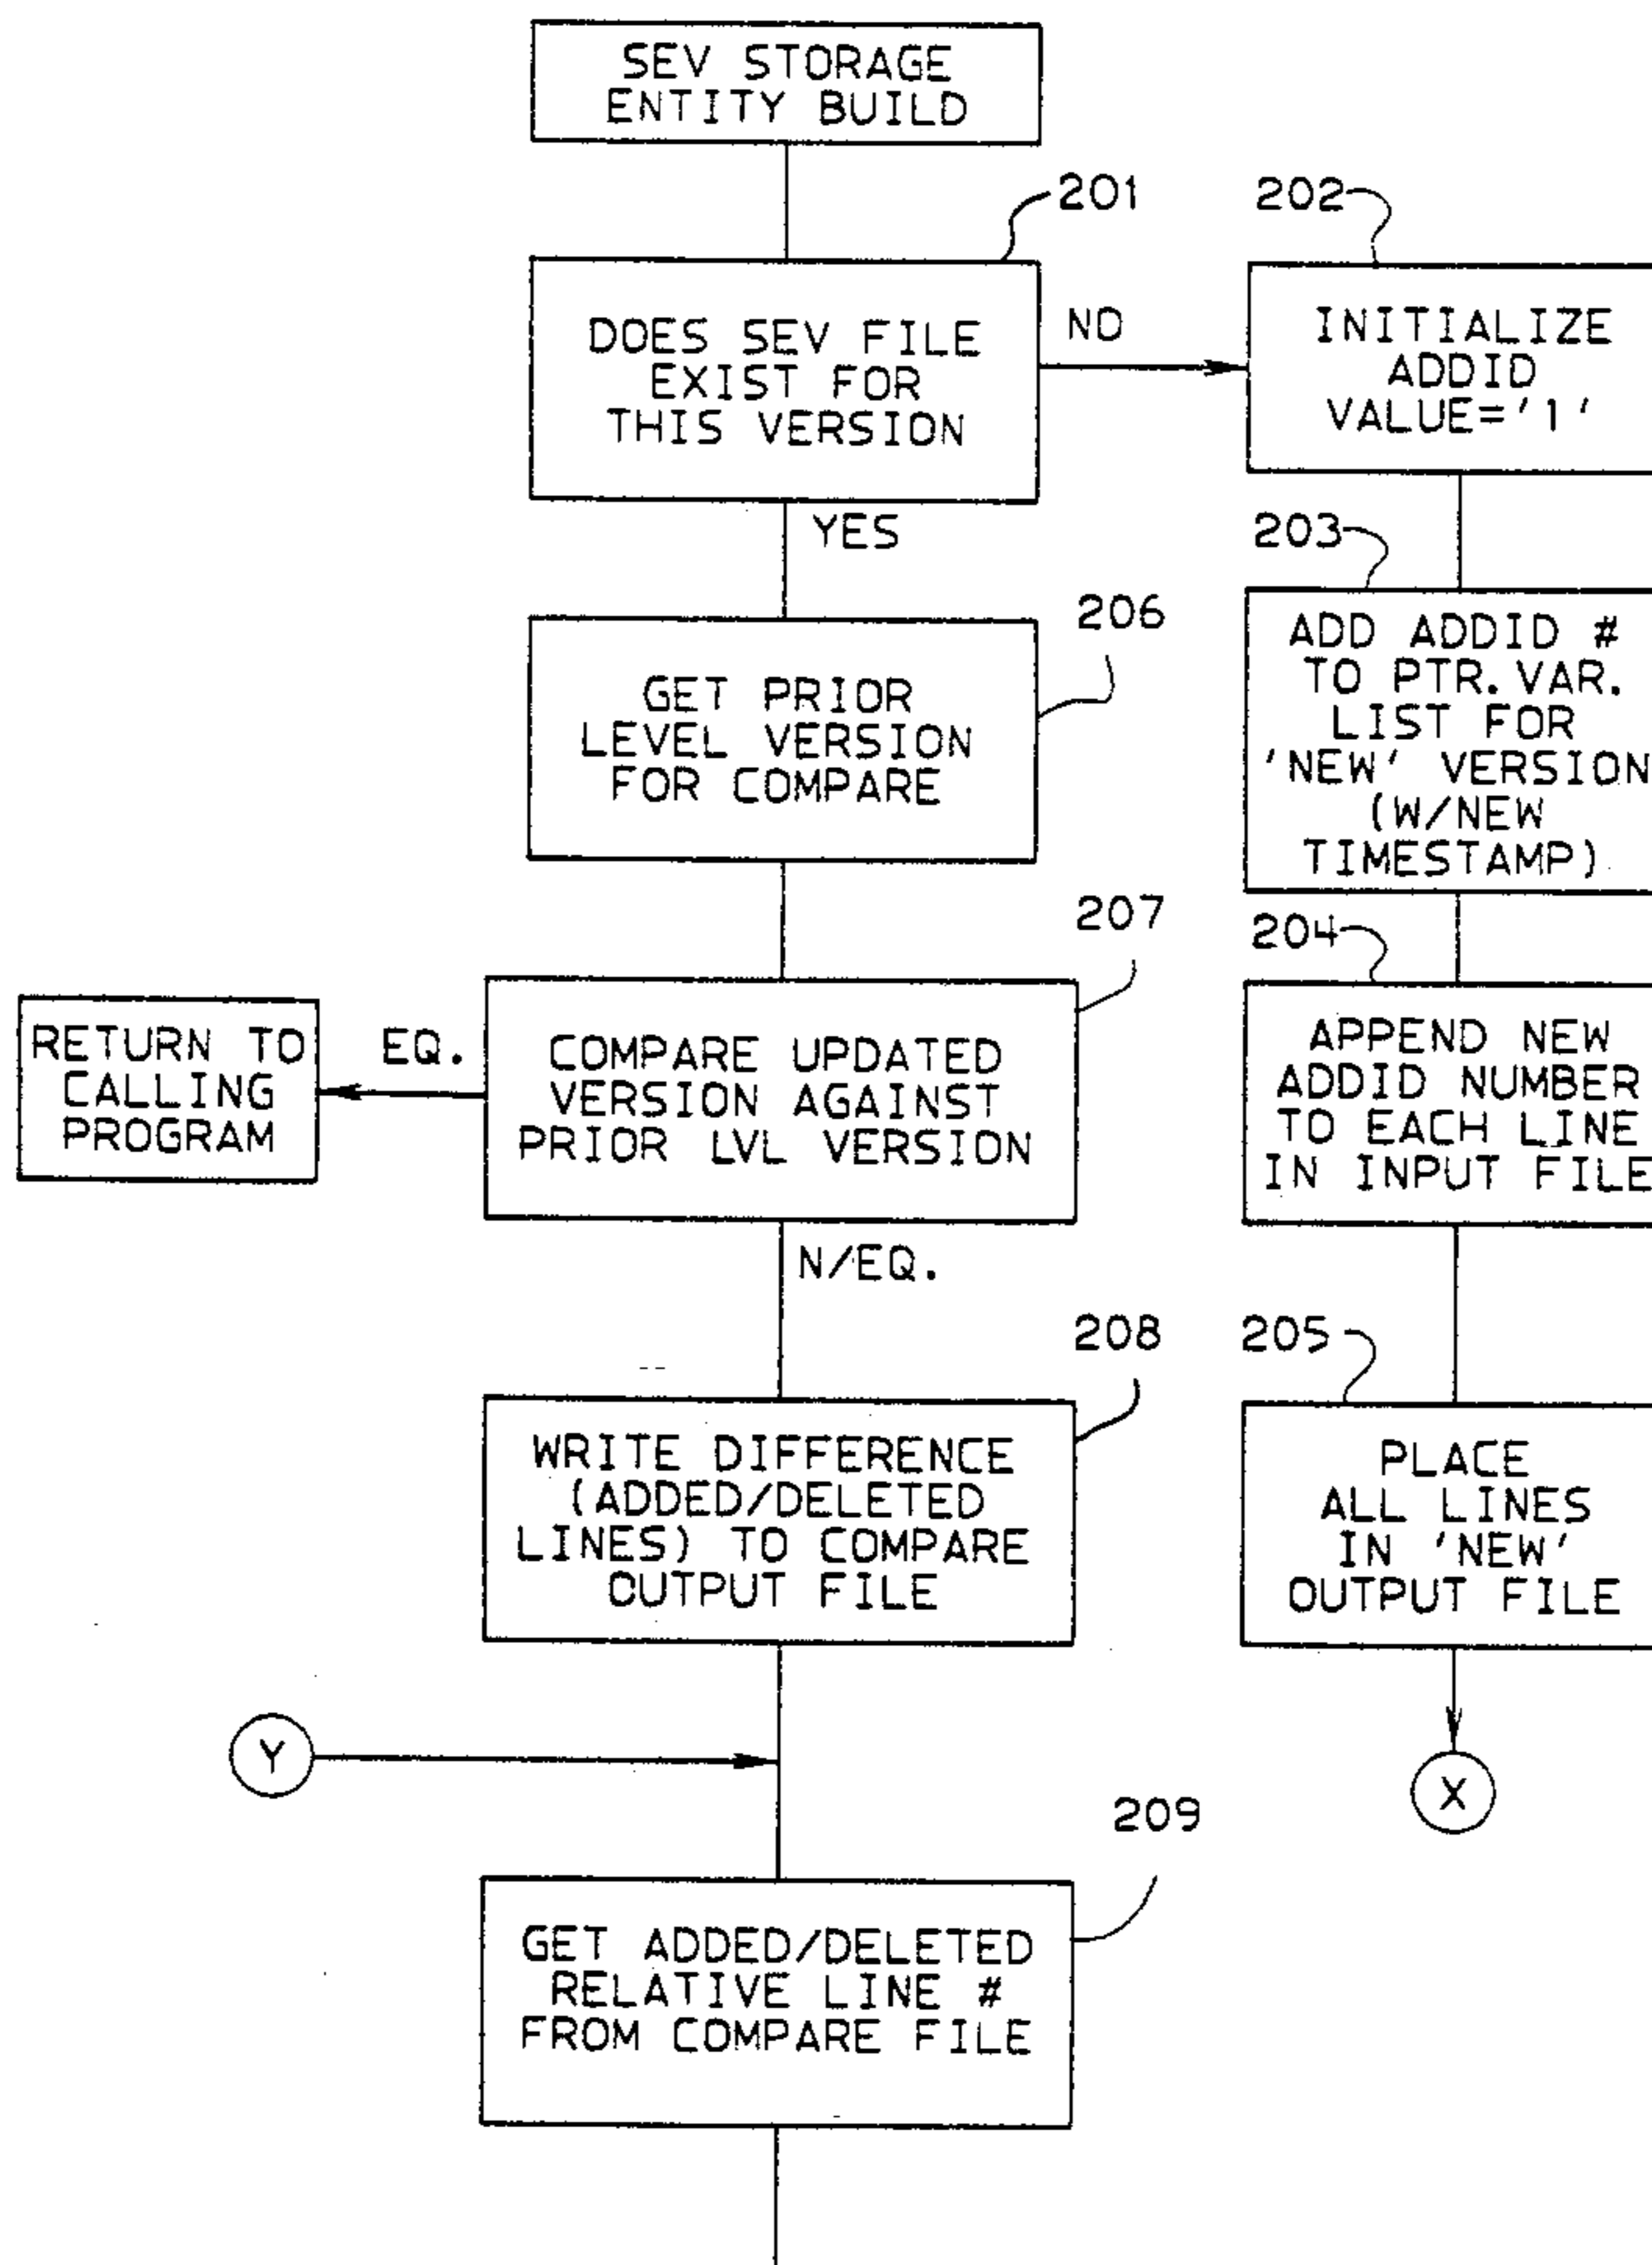 SEV STORAGE
ENTITY BUILD
201
DOES SEV FILE
EXIST FOR
THIS VERSION
NO
202
INITIALIZE
ADDID
VALUE='1'
YES
203
ADD ADDID #
TO PTR. VAR.
LIST FOR
'NEW' VERSION
(W/NEW
TIMESTAMP)
206
GET PRIOR
LEVEL VERSION
FOR COMPARE
207
COMPARE UPDATED
VERSION AGAINST
PRIOR LVL VERSION
EQ.
RETURN TO
CALLING
PROGRAM
204
APPEND NEW
ADDID NUMBER
TO EACH LINE
IN INPUT FILE
N/EQ.
208
WRITE DIFFERENCE
(ADDED/DELETED
LINES) TO COMPARE
OUTPUT FILE
205
PLACE
ALL LINES
IN 'NEW'
OUTPUT FILE
Y
X
209
GET ADDED/DELETED
RELATIVE LINE #
FROM COMPARE FILE